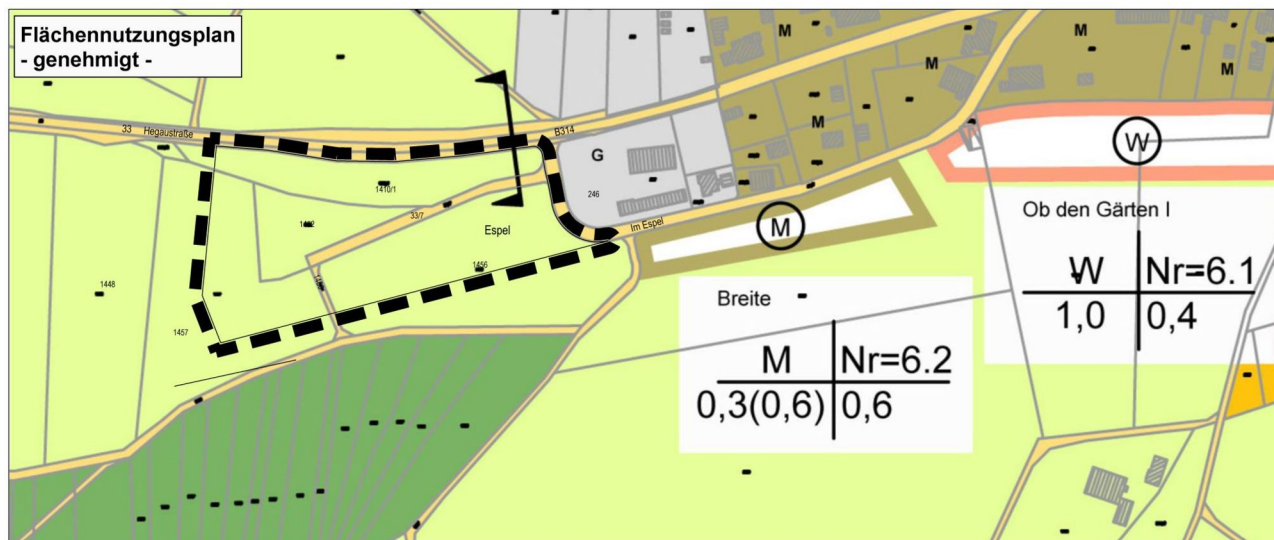 Flächennutzungsplan
- genehmigt -
M
M
M
M
M
33
Hegaustraße
B314
G
W
1410/1
246
33/7
Im Espel
Espel
M
Ob den Gärten I
1456
1448
W
Nr=6.1
1,0
0,4
Breite
1457
M
Nr=6.2
0,3(0,6)
0,6